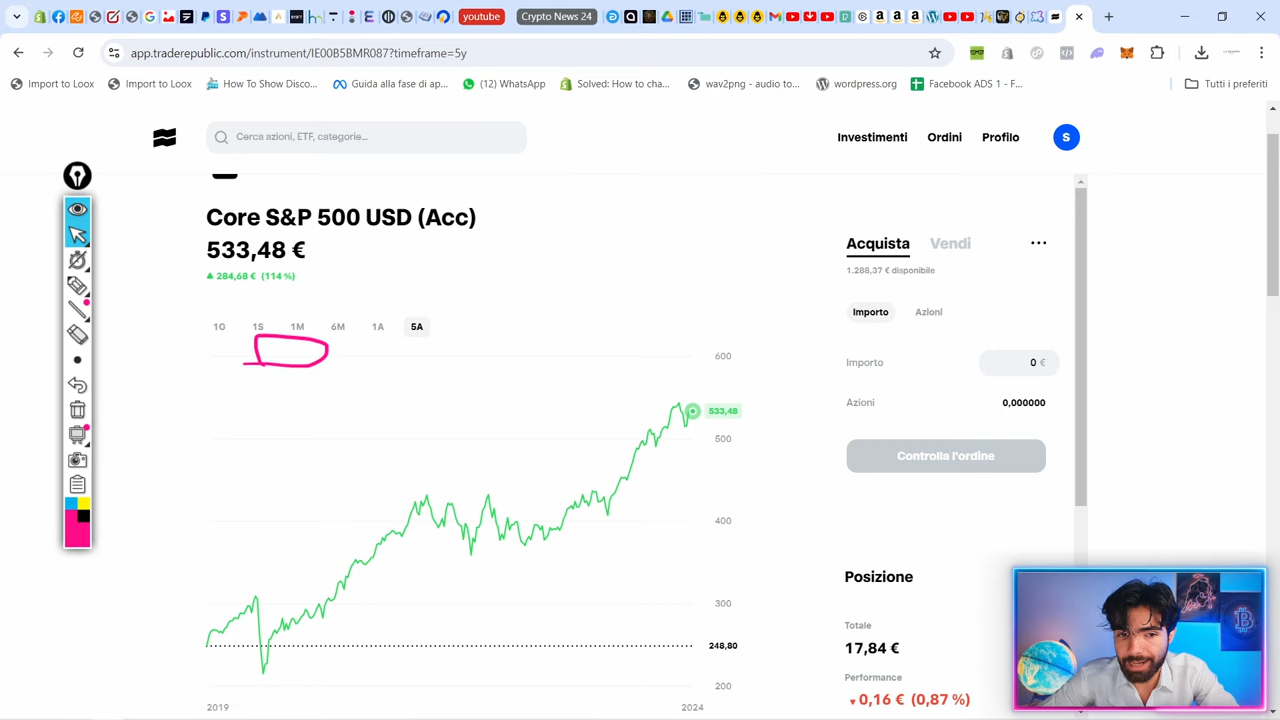 youtube
Crypto News 24
app.traderepublic.com/instrument/IE00B5BMR087?timeframe=5y
Import to Loox
Import to Loox
How To Show Disco...
Guida alla fase di ap...
(12) WhatsApp
Solved: How to cha...
wav2png - audio to...
wordpress.org
Facebook ADS 1 - F...
Tutti i preferiti
Cerca azioni, ETF, categorie...
Investimenti
Ordini
Profilo
S
Core S&P 500 USD (Acc)
533,48 €
284,68 € (114 %)
1G 1S 1M 6M 1A 5A
600
533,48
500
400
300
248,80
200
2019
2024
Acquista
Vendi
1.288,37 € disponibile
Importo
Azioni
Importo
0 €
Azioni
0,000000
Controlla l'ordine
Posizione
Totale
17,84 €
Performance
0,16 € (0,87 %)